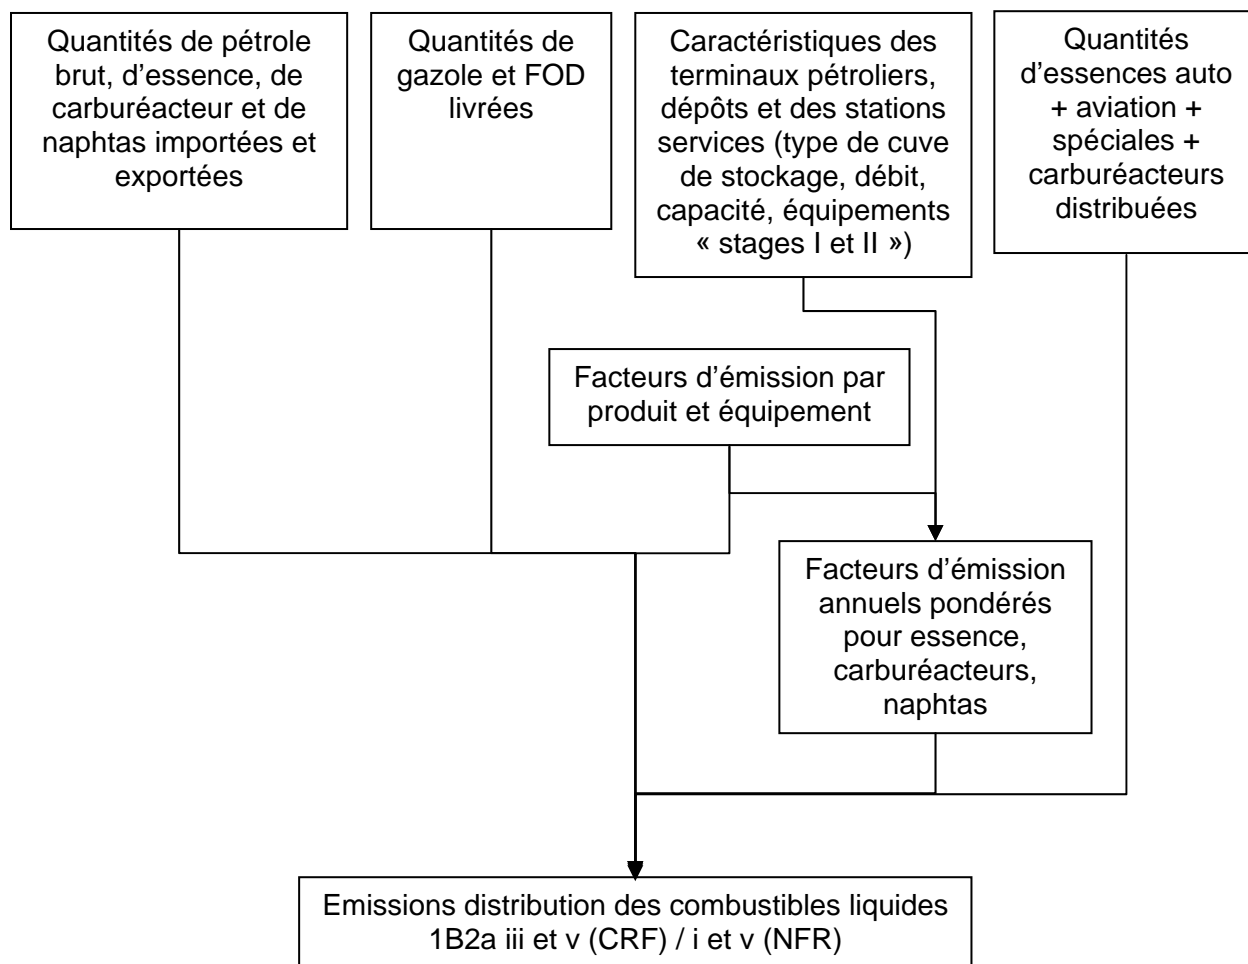 Quantités de pétrole
brut, d'essence, de
carburéacteur et de
naphtas importées et
exportées
Quantités de
gazole et FOD
livrées
Caractéristiques des
terminaux pétroliers,
dépôts et des stations
services (type de cuve
de stockage, débit,
capacité, équipements
« stages I et II »)
Quantités
d'essences auto
+ aviation +
spéciales +
carburéacteurs
distribuées
Facteurs d'émission par
produit et équipement
Facteurs d'émission
annuels pondérés
pour essence,
carburéacteurs,
naphtas
Emissions distribution des combustibles liquides
1B2a iii et v (CRF) / i et v (NFR)